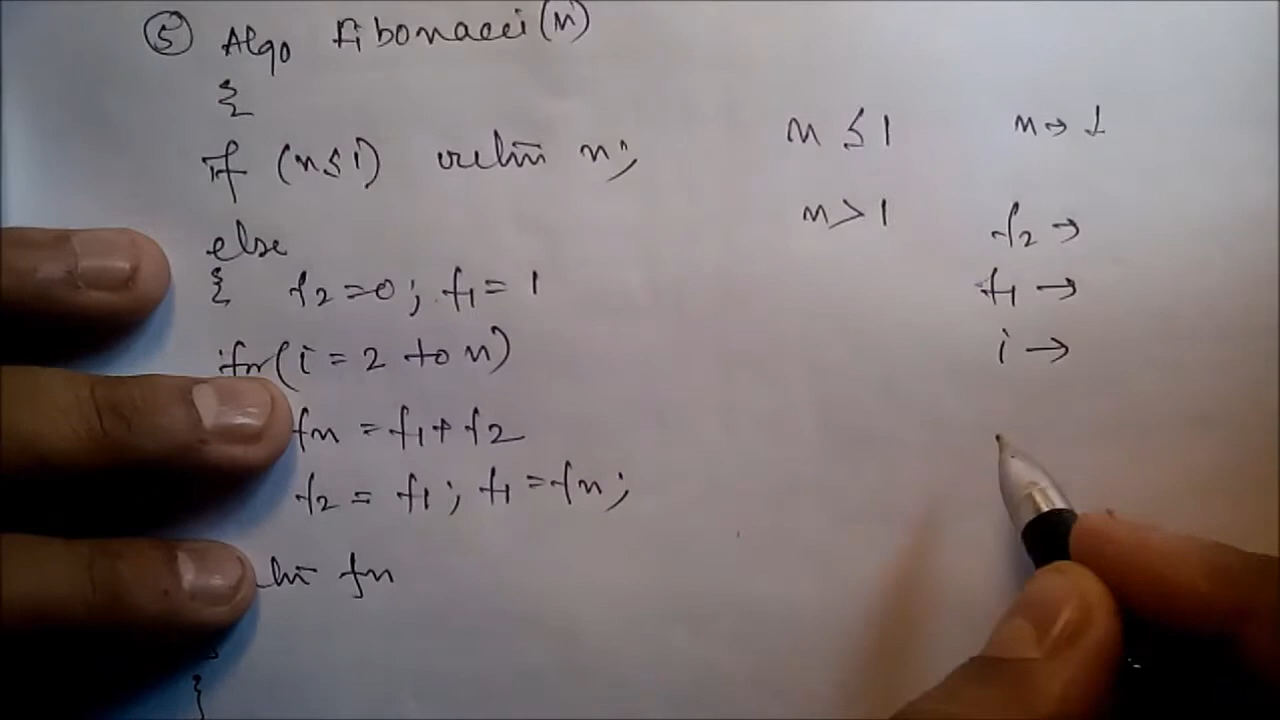 ⑤ Algo Fibonacci(n)
{
if (n≤1) return n;
else
{ f2=0; f1=1
for(i=2 to n)
fn = f1+f2
f2 = f1; f1=fn;
fn
}
n≤1 n→1
n>1 f2→
f1→
i→